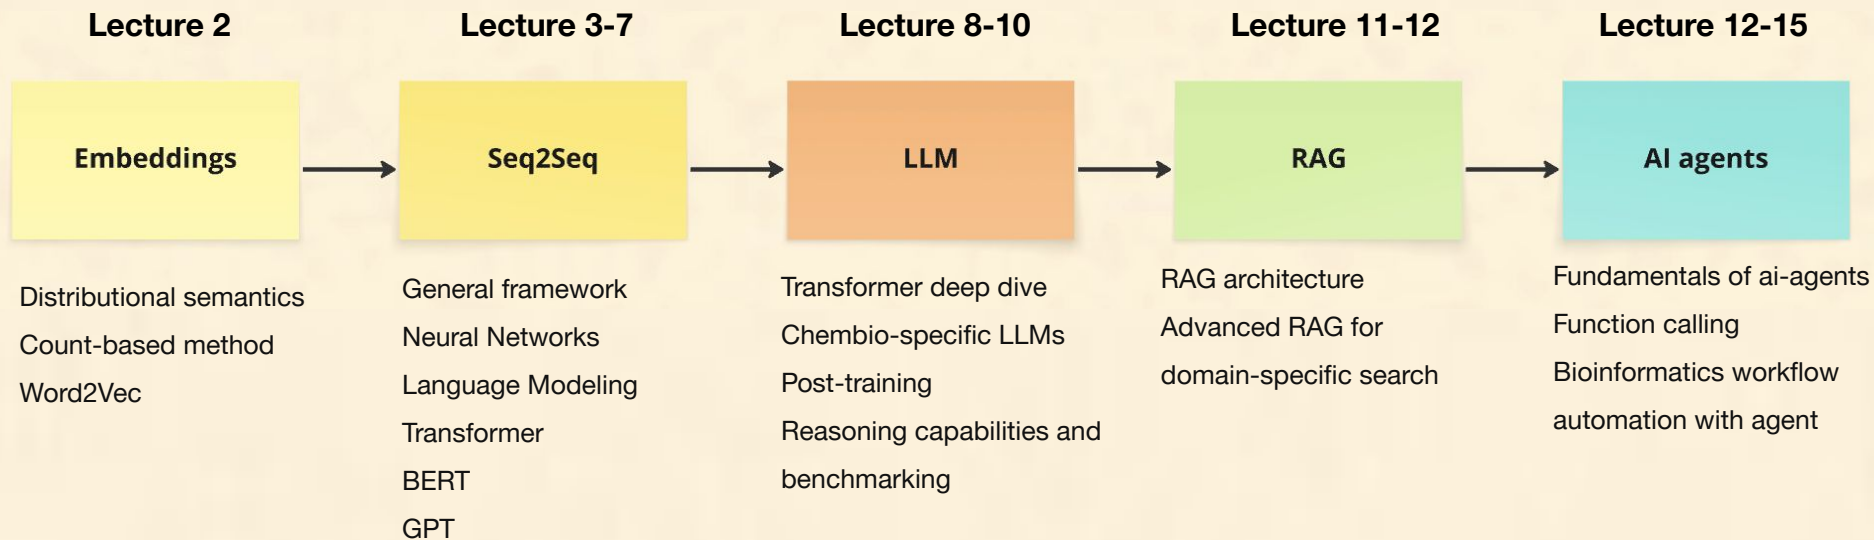 Lecture 2
Lecture 3-7
Lecture 8-10
Lecture 11-12
Lecture 12-15
Embeddings
Seq2Seq
LLM
RAG
AI agents
Distributional semantics
Count-based method
Word2Vec
General framework
Neural Networks
Language Modeling
Transformer
BERT
GPT
Transformer deep dive
Chembio-specific LLMs
Post-training
Reasoning capabilities and
benchmarking
RAG architecture
Advanced RAG for
domain-specific search
Fundamentals of ai-agents
Function calling
Bioinformatics workflow
automation with agent